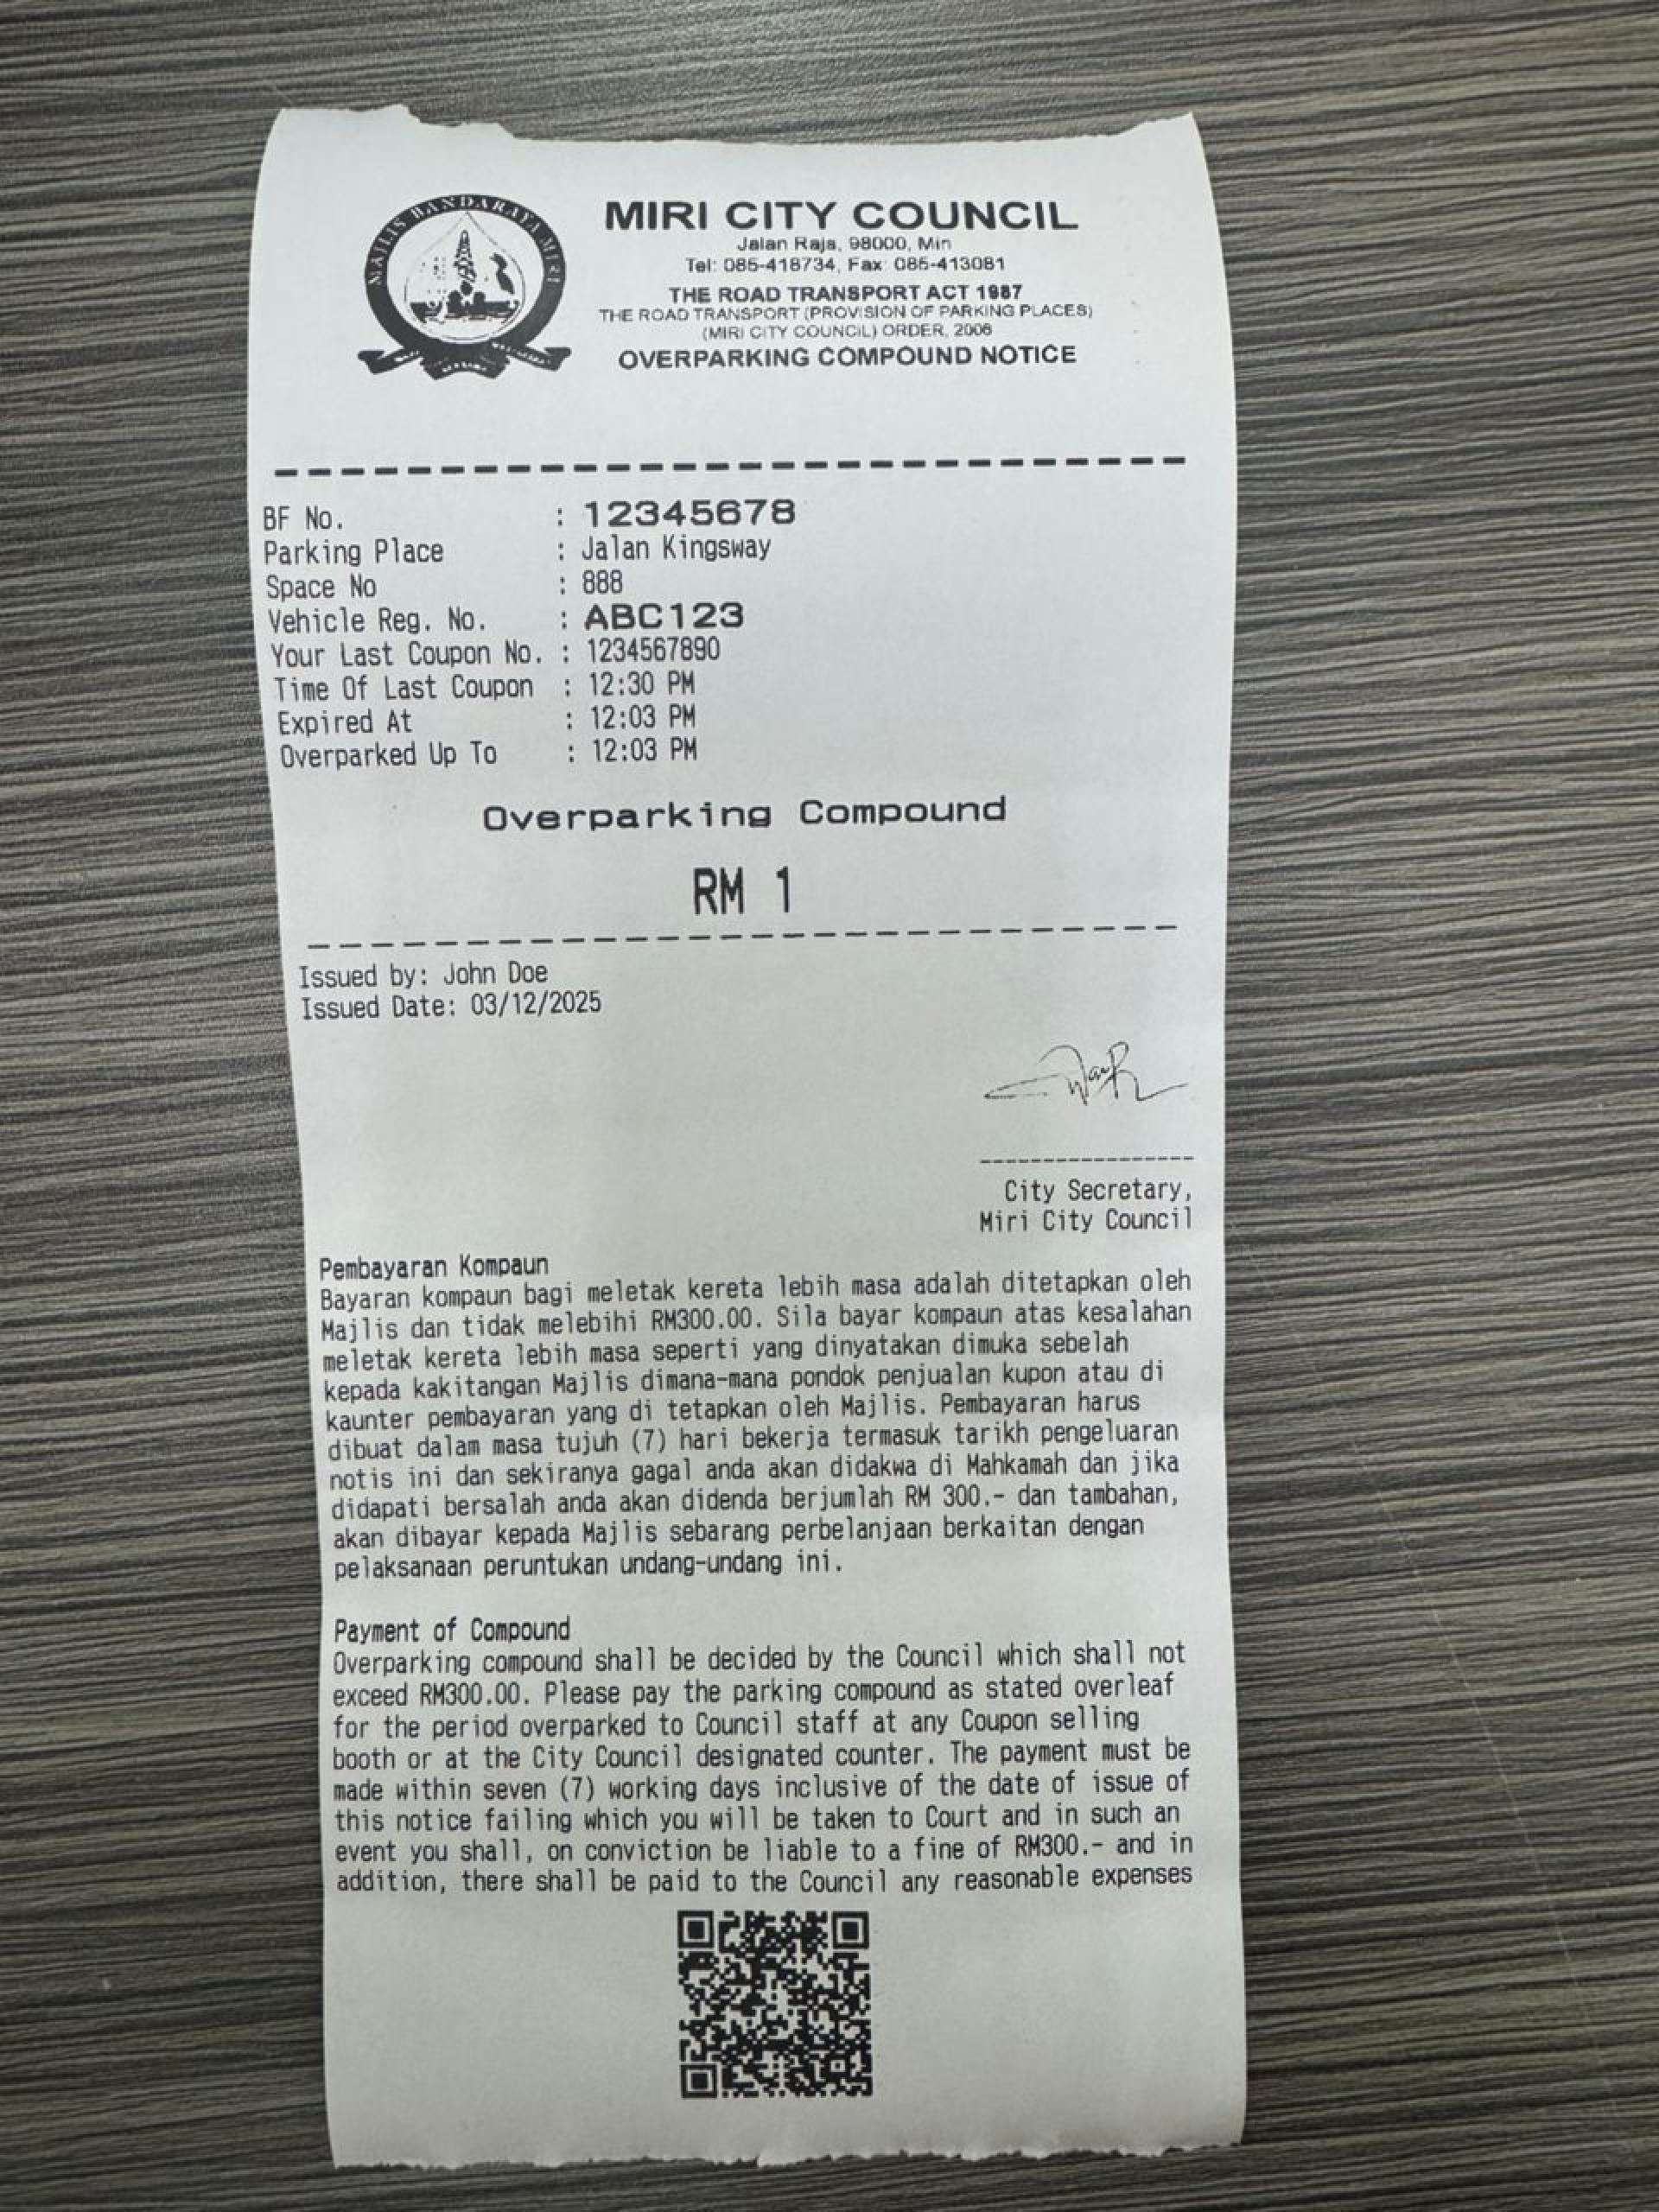 MAJLIS BANDARAYA MIRI
MIRI CITY COUNCIL
Jalan Raja, 98000, Miri
Tel: 085-418734, Fax: 085-413081
THE ROAD TRANSPORT ACT 1987
THE ROAD TRANSPORT (PROVISION OF PARKING PLACES)
(MIRI CITY COUNCIL) ORDER, 2006
OVERPARKING COMPOUND NOTICE
BF No. : 12345678
Parking Place : Jalan Kingsway
Space No : 888
Vehicle Reg. No. : ABC123
Your Last Coupon No. : 1234567890
Time Of Last Coupon : 12:30 PM
Expired At : 12:03 PM
Overparked Up To : 12:03 PM
Overparking Compound
RM 1
Issued by: John Doe
Issued Date: 03/12/2025
City Secretary,
Miri City Council
Pembayaran Kompaun
Bayaran kompaun bagi meletak kereta lebih masa adalah ditetapkan oleh
Majlis dan tidak melebihi RM300.00. Sila bayar kompaun atas kesalahan
meletak kereta lebih masa seperti yang dinyatakan dimuka sebelah
kepada kakitangan Majlis dimana-mana pondok penjualan kupon atau di
kaunter pembayaran yang di tetapkan oleh Majlis. Pembayaran harus
dibuat dalam masa tujuh (7) hari bekerja termasuk tarikh pengeluaran
notis ini dan sekiranya gagal anda akan didakwa di Mahkamah dan jika
didapati bersalah anda akan didenda berjumlah RM 300.- dan tambahan,
akan dibayar kepada Majlis sebarang perbelanjaan berkaitan dengan
pelaksanaan peruntukan undang-undang ini.
Payment of Compound
Overparking compound shall be decided by the Council which shall not
exceed RM300.00. Please pay the parking compound as stated overleaf
for the period overparked to Council staff at any Coupon selling
booth or at the City Council designated counter. The payment must be
made within seven (7) working days inclusive of the date of issue of
this notice failing which you will be taken to Court and in such an
event you shall, on conviction be liable to a fine of RM300.- and in
addition, there shall be paid to the Council any reasonable expenses